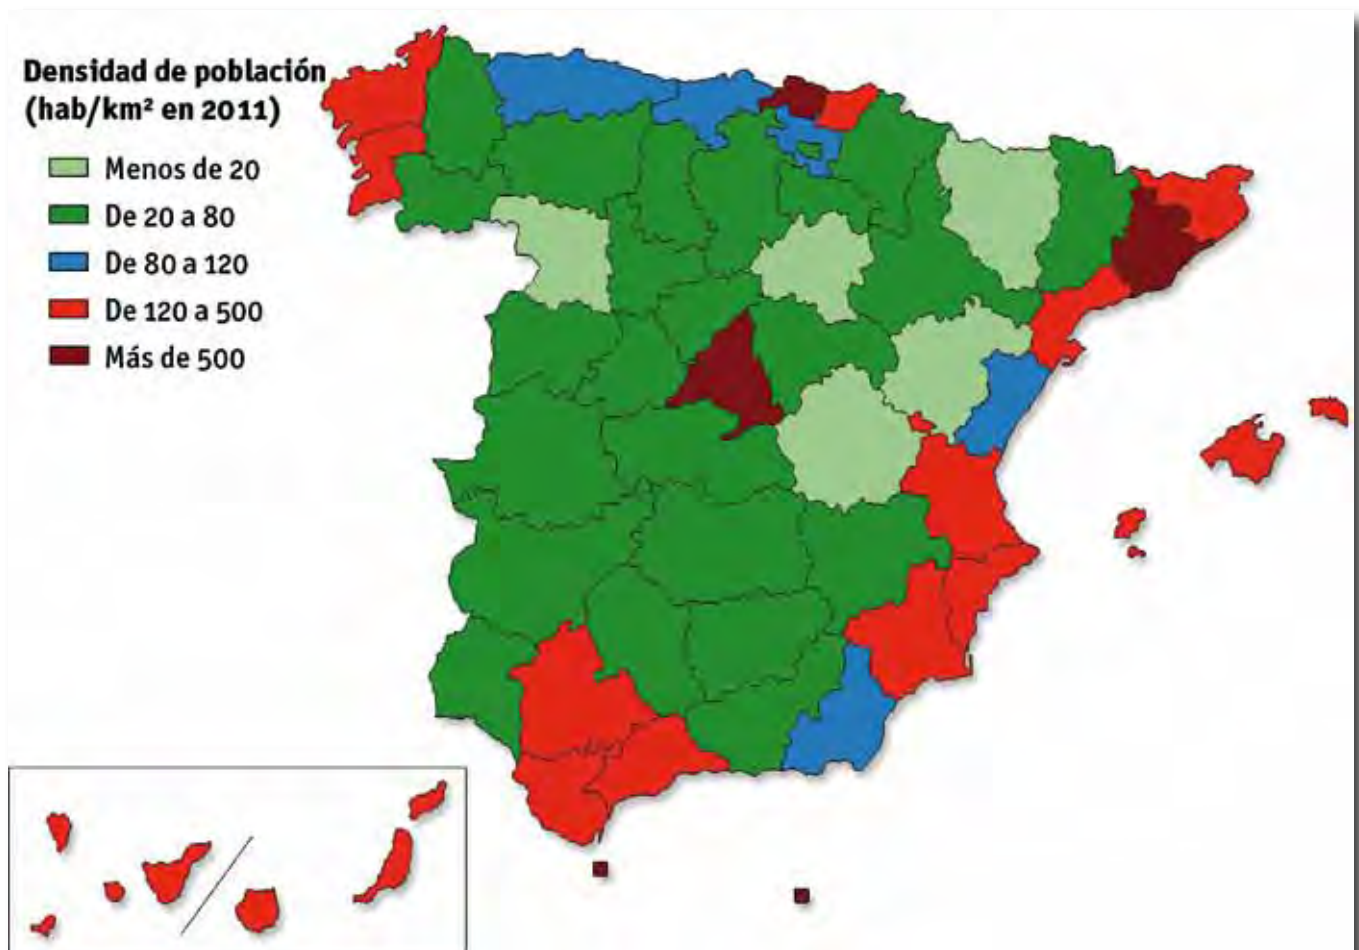 Densidad de población
(hab/km² en 2011)
Menos de 20
De 20 a 80
De 80 a 120
De 120 a 500
Más de 500